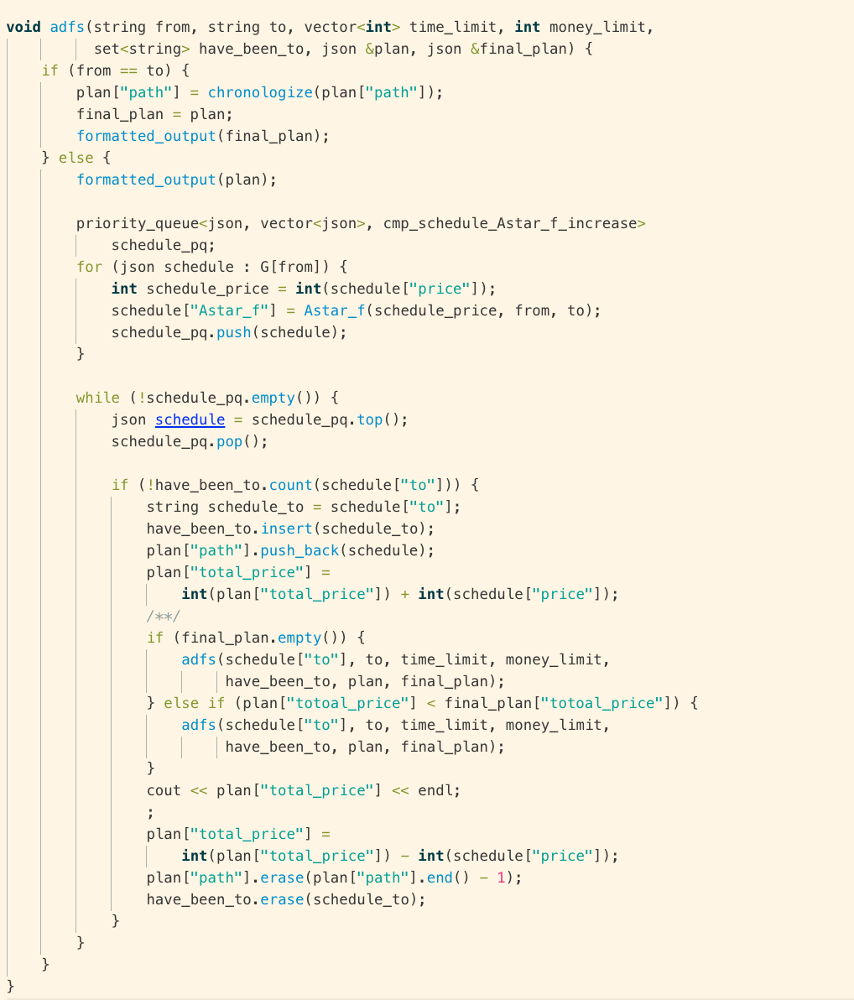 void adfs(string from, string to, vector<int> time_limit, int money_limit,
          set<string> have_been_to, json &plan, json &final_plan) {
    if (from == to) {
        plan["path"] = chronologize(plan["path"]);
        final_plan = plan;
        formatted_output(final_plan);
    } else {
        formatted_output(plan);

        priority_queue<json, vector<json>, cmp_schedule_Astar_f_increase>
            schedule_pq;
        for (json schedule : G[from]) {
            int schedule_price = int(schedule["price"]);
            schedule["Astar_f"] = Astar_f(schedule_price, from, to);
            schedule_pq.push(schedule);
        }

        while (!schedule_pq.empty()) {
            json schedule = schedule_pq.top();
            schedule_pq.pop();

            if (!have_been_to.count(schedule["to"])) {
                string schedule_to = schedule["to"];
                have_been_to.insert(schedule_to);
                plan["path"].push_back(schedule);
                plan["total_price"] =
                    int(plan["total_price"]) + int(schedule["price"]);
                /**/
                if (final_plan.empty()) {
                    adfs(schedule["to"], to, time_limit, money_limit,
                         have_been_to, plan, final_plan);
                } else if (plan["totoal_price"] < final_plan["totoal_price"]) {
                    adfs(schedule["to"], to, time_limit, money_limit,
                         have_been_to, plan, final_plan);
                }
                cout << plan["total_price"] << endl;
                ;
                plan["total_price"] =
                    int(plan["total_price"]) - int(schedule["price"]);
                plan["path"].erase(plan["path"].end() - 1);
                have_been_to.erase(schedule_to);
            }
        }
    }
}